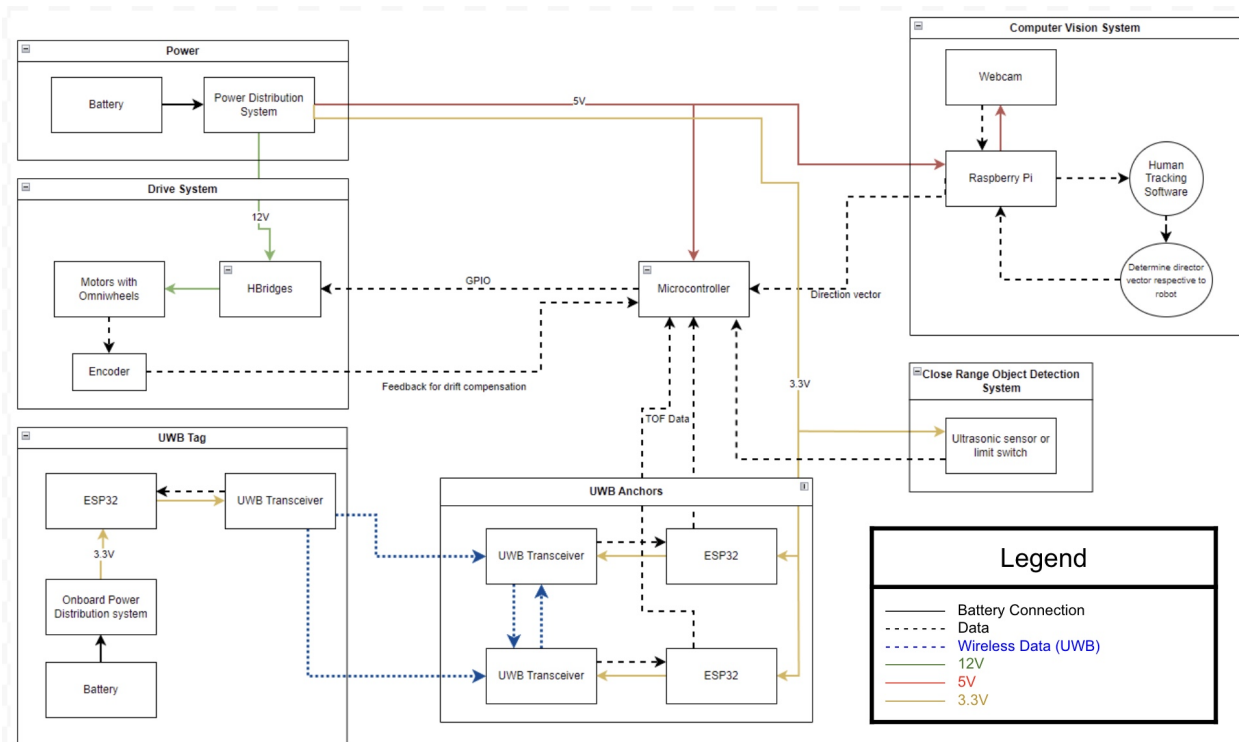 Power
Battery
Power Distribution
System
5V
Drive System
12V
Motors with
Omniwheels
HBridges
Encoder
GPIO
Feedback for drift compensation
Microcontroller
Direction vector
Computer Vision System
Webcam
Raspberry Pi
Human
Tracking
Software
Determine director
vector respective to
robot
3.3V
Close Range Object Detection
System
Ultrasonic sensor or
limit switch
TOF Data
UWB Tag
ESP32
UWB Transceiver
3.3V
Onboard Power
Distribution system
Battery
UWB Anchors
UWB Transceiver
ESP32
UWB Transceiver
ESP32
Legend
Battery Connection
Data
Wireless Data (UWB)
12V
5V
3.3V